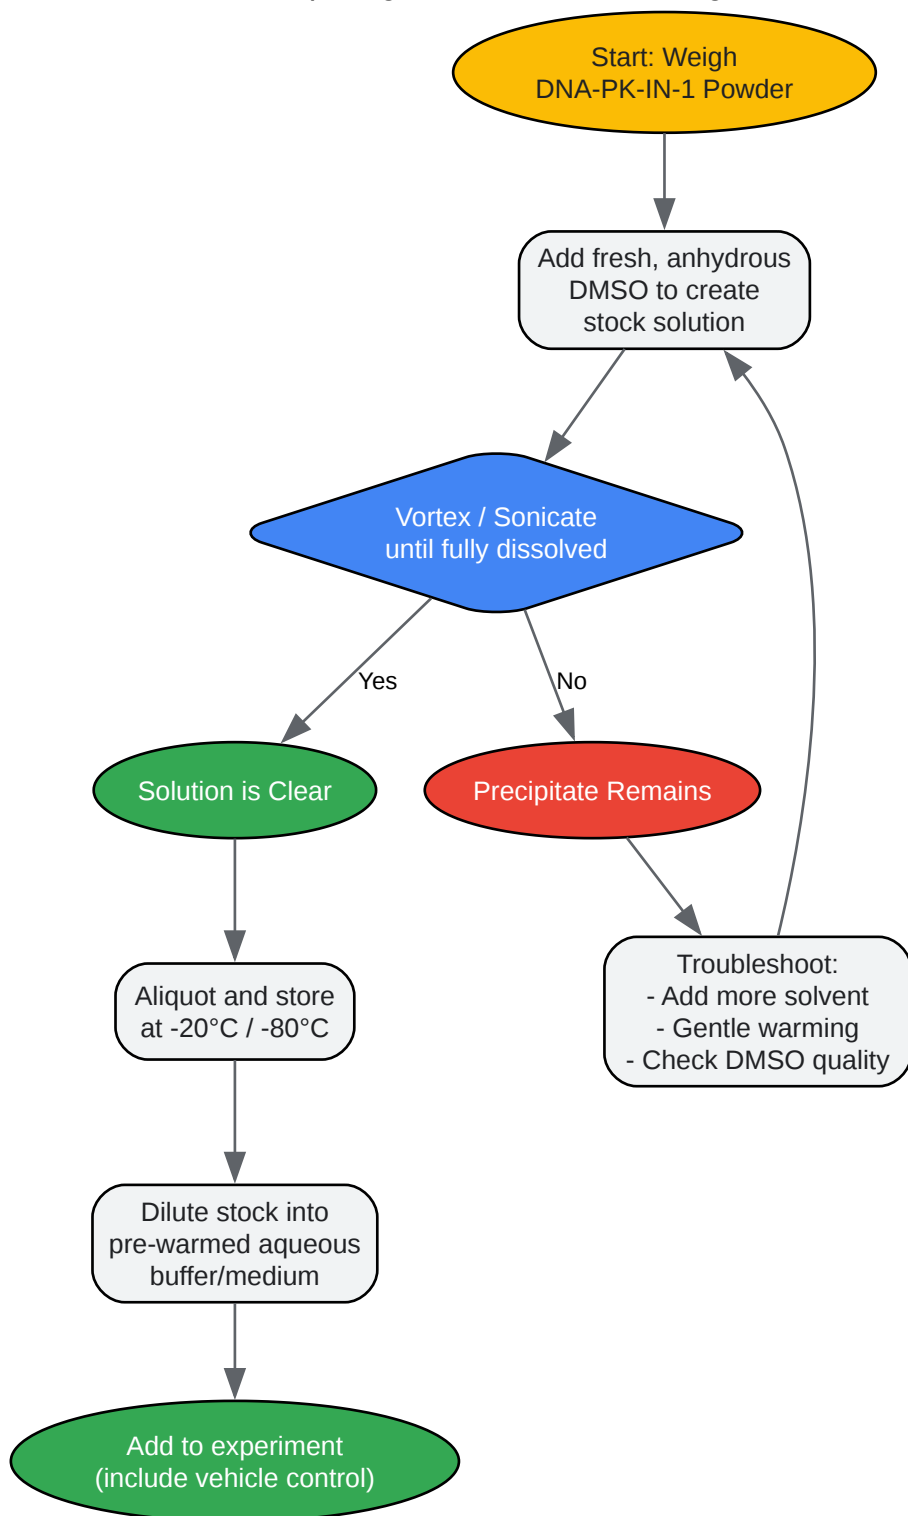 Start: Weigh
DNA-PK-IN-1 Powder
Add fresh, anhydrous
DMSO to create
stock solution
Vortex / Sonicate
until fully dissolved
Yes
No
Solution is Clear
Precipitate Remains
Troubleshoot:
- Add more solvent
- Gentle warming
- Check DMSO quality
Aliquot and store
at -20°C / -80°C
Dilute stock into
pre-warmed aqueous
buffer/medium
Add to experiment
(include vehicle control)